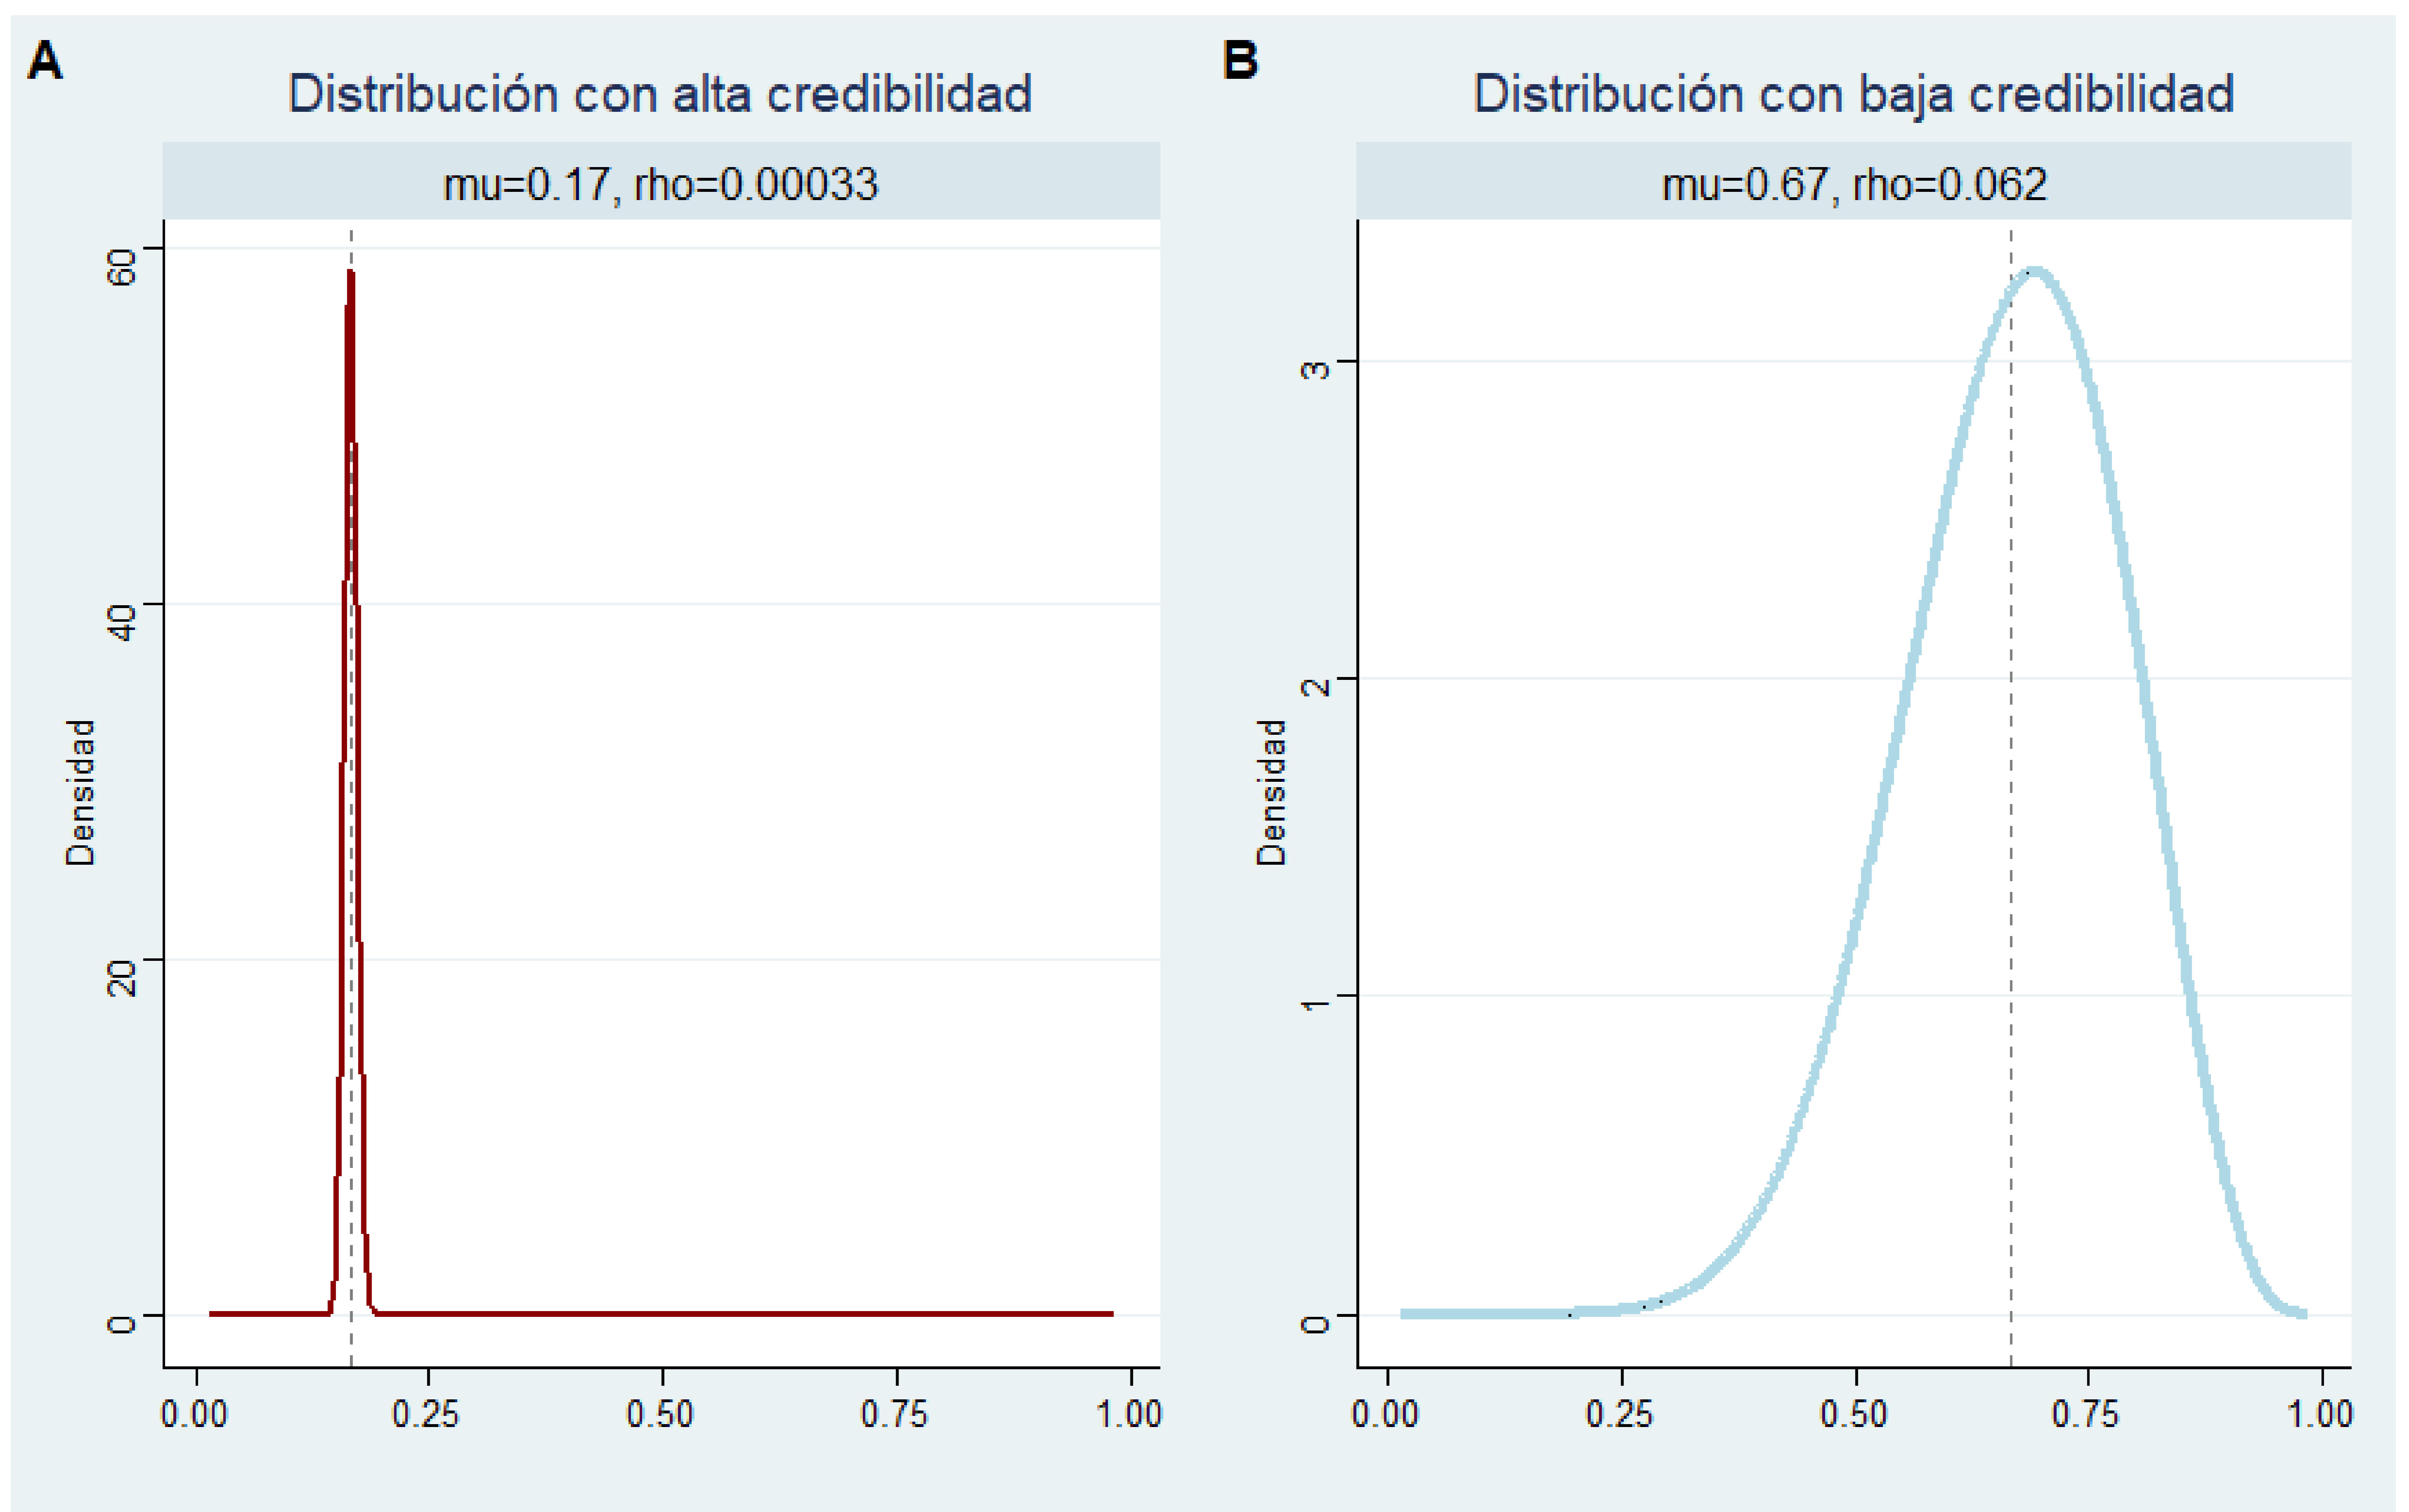 A
Distribución con alta credibilidad
mu=0.17, rho=0.00033
60
40
20
0
Densidad
0.00 0.25 0.50 0.75 1.00
B
Distribución con baja credibilidad
mu=0.67, rho=0.062
3
2
1
0
Densidad
0.00 0.25 0.50 0.75 1.00